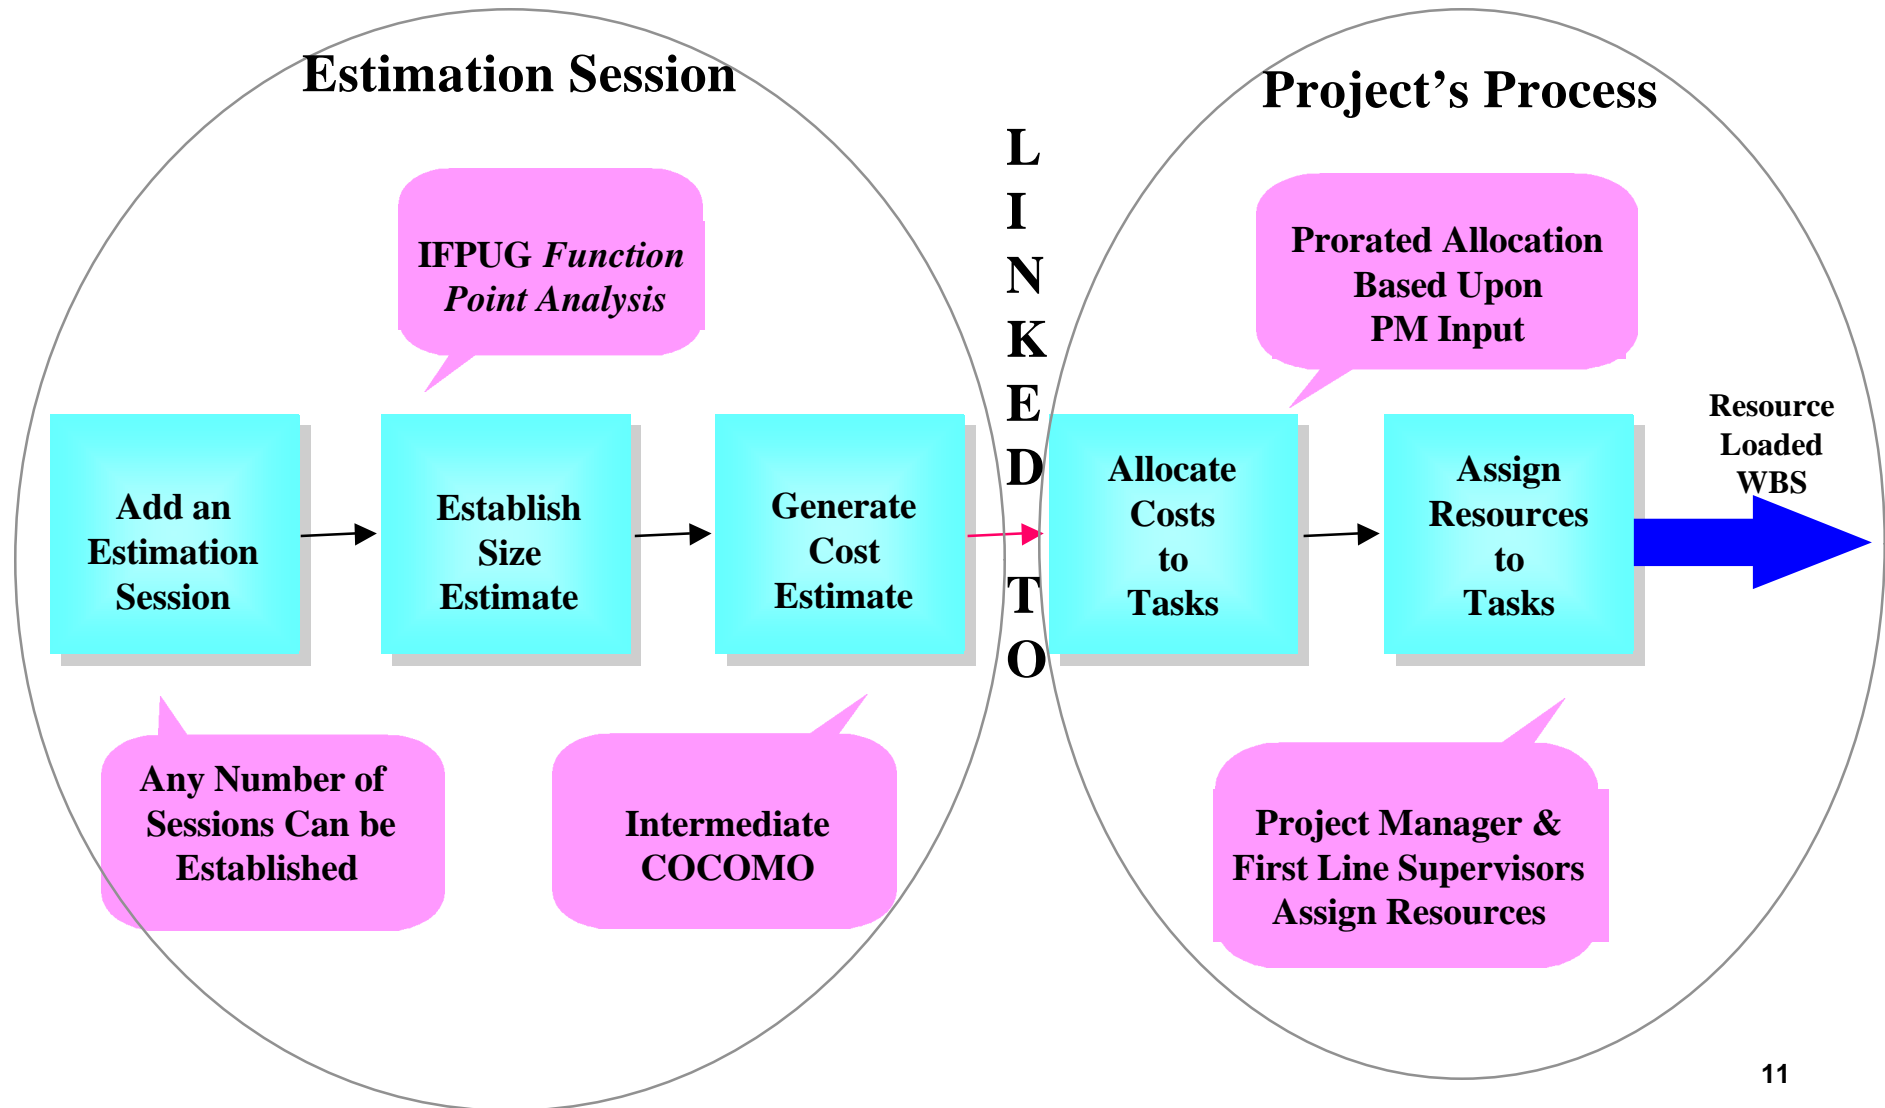 Estimation Session
Project’s Process
L
I
N
K
E
D
T
O
IFPUG Function
Point Analysis
Prorated Allocation
Based Upon
PM Input
Add an
Estimation
Session
Establish
Size
Estimate
Generate
Cost
Estimate
Allocate
Costs
to
Tasks
Assign
Resources
to
Tasks
Resource
Loaded
WBS
Any Number of
Sessions Can be
Established
Intermediate
COCOMO
Project Manager &
First Line Supervisors
Assign Resources
11